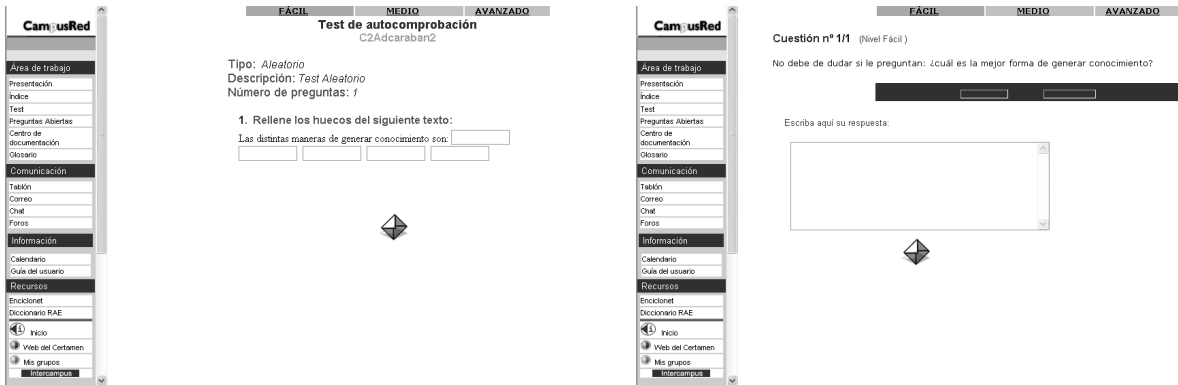 FÁCIL MEDIO AVANZADO
CampusRed
Test de autocomprobación
C2Adcaraban2
Tipo: Aleatorio
Descripción: Test Aleatorio
Número de preguntas: 1
1. Rellene los huecos del siguiente texto:
Las distintas maneras de generar conocimiento son:
Área de trabajo
Presentación
Índice
Test
Preguntas Abiertas
Centro de
documentación
Glosario
Comunicación
Tablón
Correo
Chat
Foros
Información
Calendario
Guía del usuario
Recursos
Enciclonet
Diccionario RAE
Inicio
Web del Certamen
Mis grupos
Intercampus
FÁCIL MEDIO AVANZADO
CampusRed
Cuestión nº 1/1 (Nivel Fácil )
No debe de dudar si le preguntan: ¿cuál es la mejor forma de generar conocimiento?
Escriba aquí su respuesta:
Área de trabajo
Presentación
Índice
Test
Preguntas Abiertas
Centro de
documentación
Glosario
Comunicación
Tablón
Correo
Chat
Foros
Información
Calendario
Guía del usuario
Recursos
Enciclonet
Diccionario RAE
Inicio
Web del Certamen
Mis grupos
Intercampus